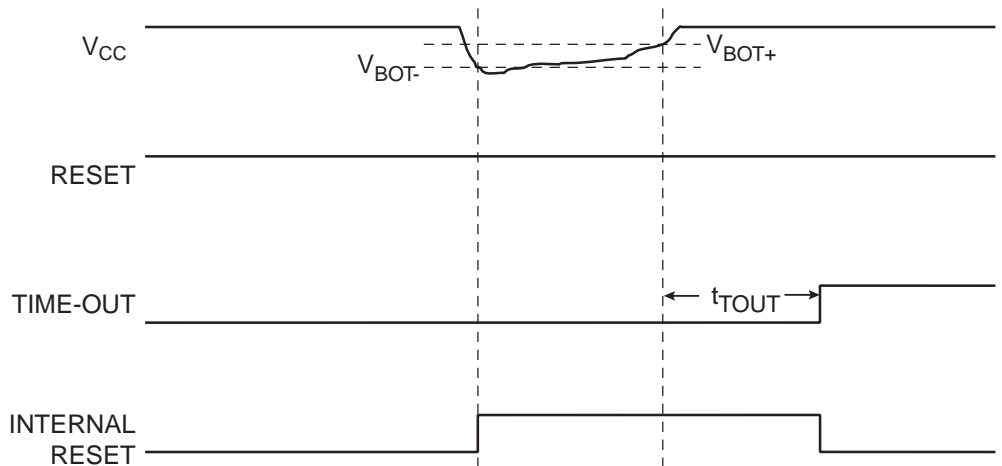 VCC
VBOT-
VBOT+
RESET
TIME-OUT
tTOUT
INTERNAL
RESET